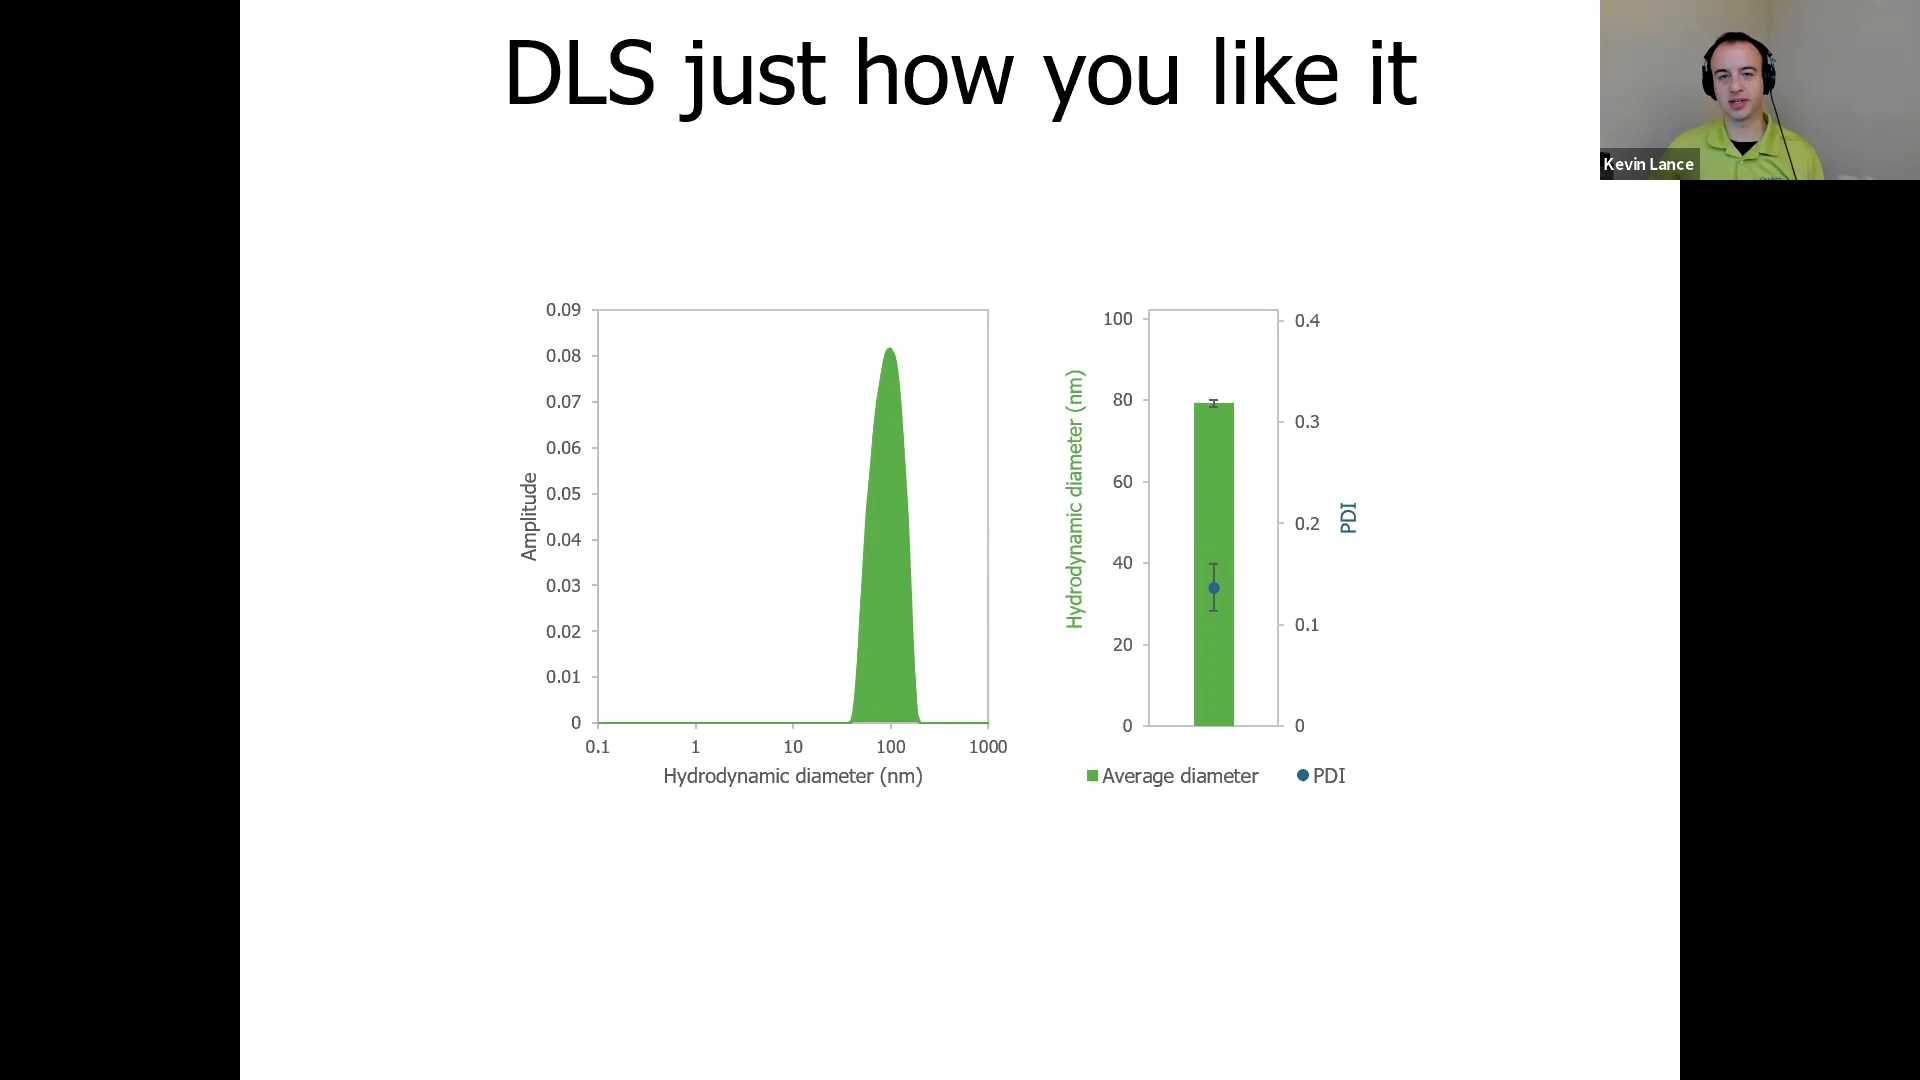 DLS just how you like it
Kevin Lance
0.09
0.08
0.07
0.06
0.05
0.04
0.03
0.02
0.01
0
Amplitude
0.1 1 10 100 1000
Hydrodynamic diameter (nm)
Hydrodynamic diameter (nm)
100
80
60
40
20
0
0.4
0.3
0.2
0.1
0
PDI
Average diameter PDI